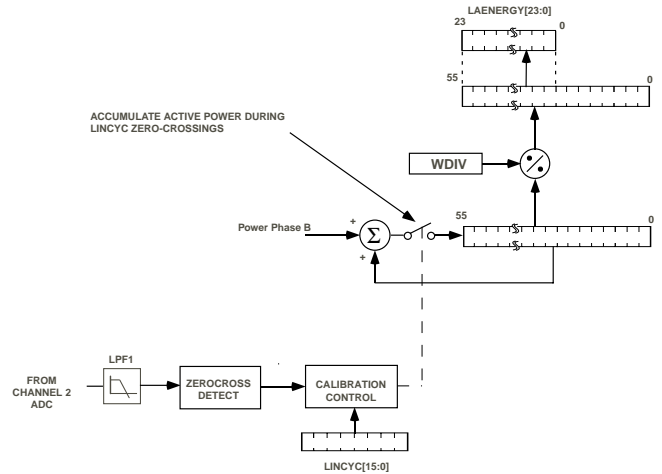 LAENERGY[23:0]
23
0
55
0
ACCUMULATE ACTIVE POWER DURING
LINCYC ZERO-CROSSINGS
WDIV
%
Power Phase B
+
Σ
+
55
0
LPF1
FROM
CHANNEL 2
ADC
ZEROCROSS
DETECT
CALIBRATION
CONTROL
LINCYC[15:0]